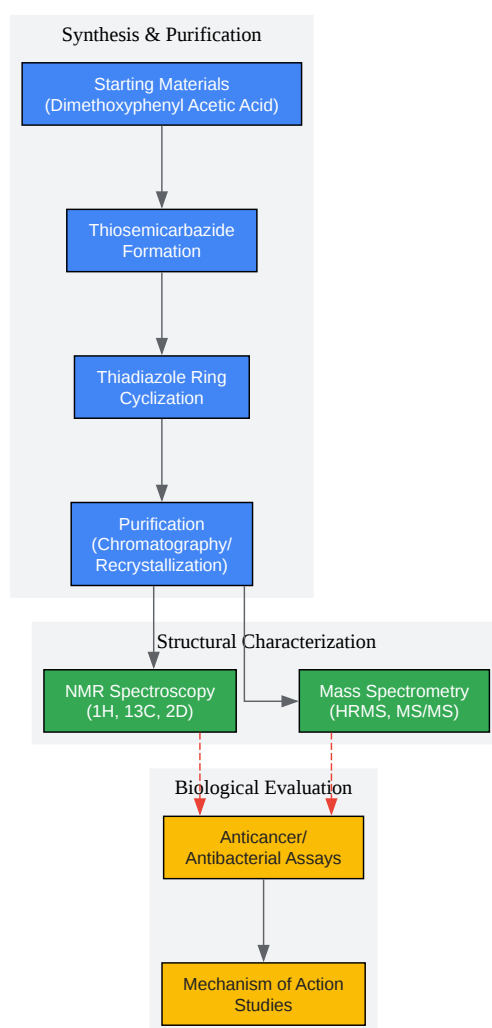 Synthesis & Purification
Starting Materials
(Dimethoxyphenyl Acetic Acid)
Thiosemicarbazide
Formation
Thiadiazole Ring
Cyclization
Purification
(Chromatography/
Recrystallization)
Structural Characterization
NMR Spectroscopy
(1H, 13C, 2D)
Mass Spectrometry
(HRMS, MS/MS)
Biological Evaluation
Anticancer/
Antibacterial Assays
Mechanism of Action
Studies